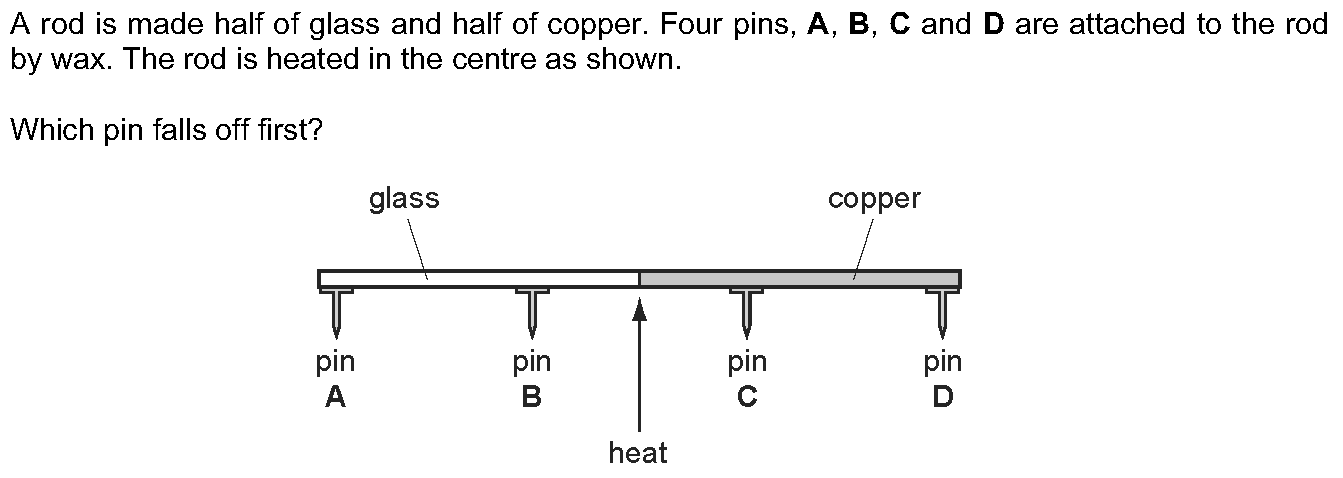 A rod is made half of glass and half of copper. Four pins, A, B, C and D are attached to the rod
by wax. The rod is heated in the centre as shown.
Which pin falls off first?
glass copper
pin pin pin pin
A B C D
heat